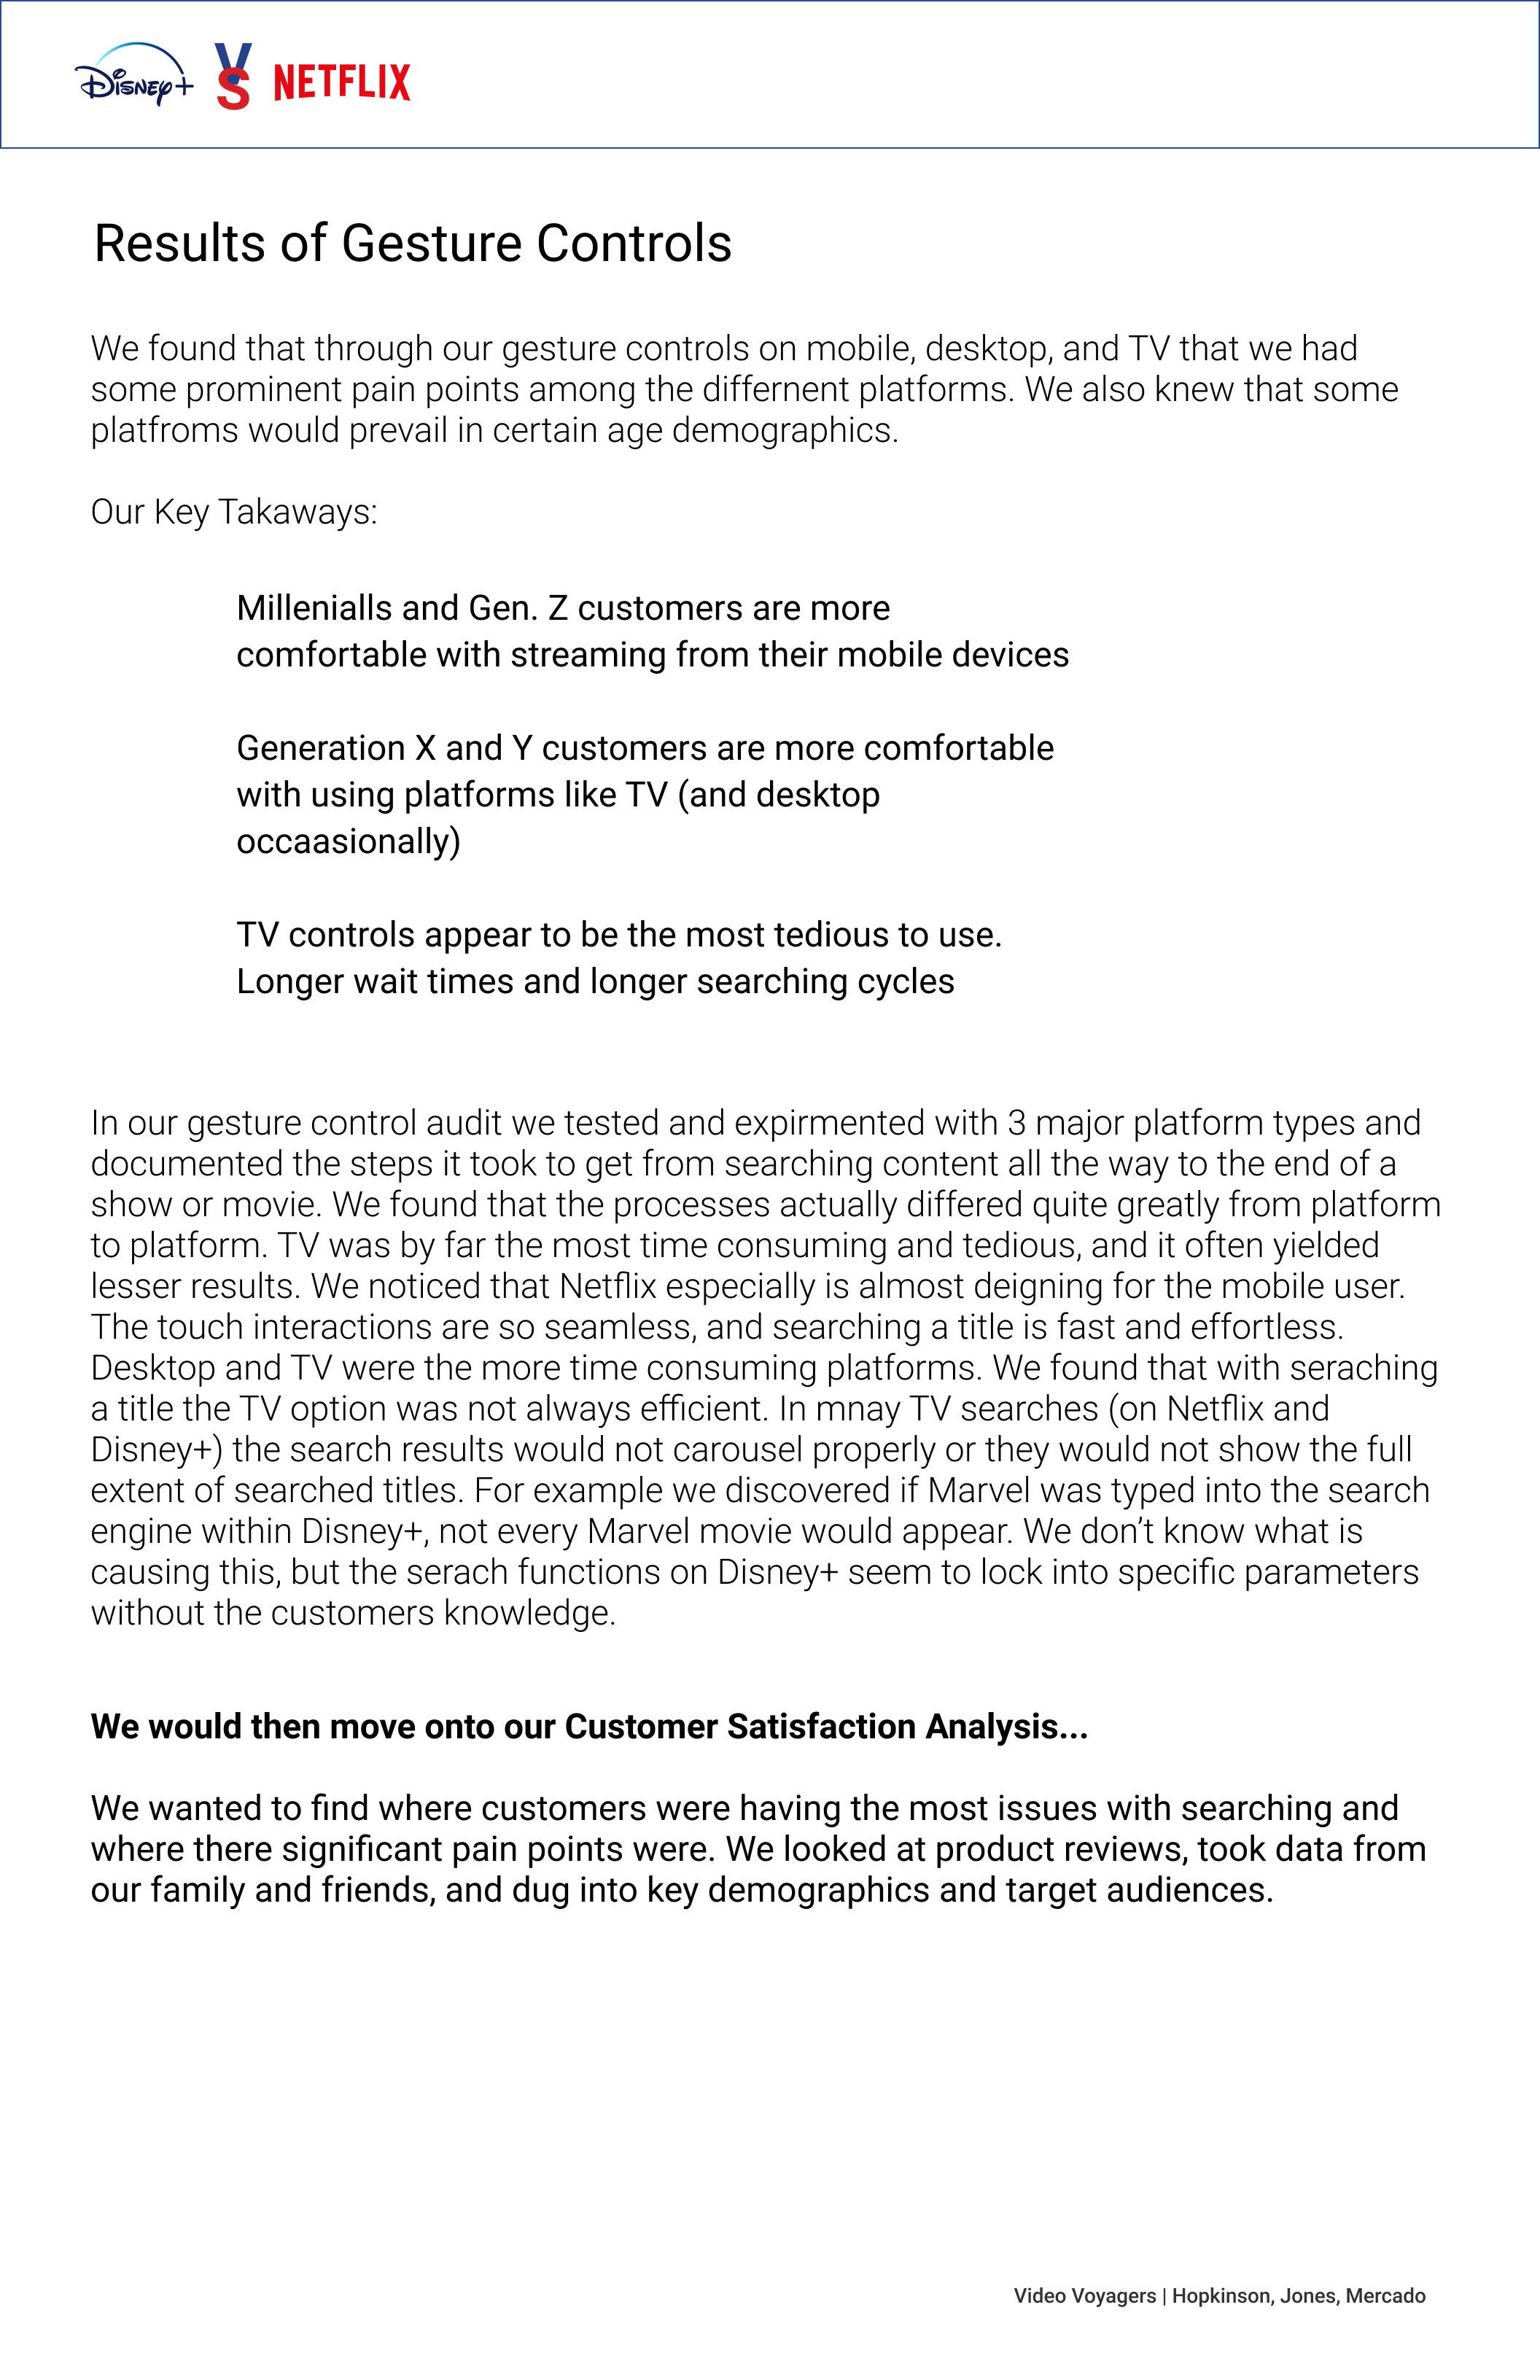 Disney+ VS NETFLIX
Results of Gesture Controls
We found that through our gesture controls on mobile, desktop, and TV that we had
some prominent pain points among the differnent platforms. We also knew that some
platfroms would prevail in certain age demographics.
Our Key Takaways:
Millenialls and Gen. Z customers are more
comfortable with streaming from their mobile devices
Generation X and Y customers are more comfortable
with using platforms like TV (and desktop
occaasionally)
TV controls appear to be the most tedious to use.
Longer wait times and longer searching cycles
In our gesture control audit we tested and expirmented with 3 major platform types and
documented the steps it took to get from searching content all the way to the end of a
show or movie. We found that the processes actually differed quite greatly from platform
to platform. TV was by far the most time consuming and tedious, and it often yielded
lesser results. We noticed that Netflix especially is almost deigning for the mobile user.
The touch interactions are so seamless, and searching a title is fast and effortless.
Desktop and TV were the more time consuming platforms. We found that with seraching
a title the TV option was not always efficient. In mnay TV searches (on Netflix and
Disney+) the search results would not carousel properly or they would not show the full
extent of searched titles. For example we discovered if Marvel was typed into the search
engine within Disney+, not every Marvel movie would appear. We don’t know what is
causing this, but the serach functions on Disney+ seem to lock into specific parameters
without the customers knowledge.
We would then move onto our Customer Satisfaction Analysis...
We wanted to find where customers were having the most issues with searching and
where there significant pain points were. We looked at product reviews, took data from
our family and friends, and dug into key demographics and target audiences.
Video Voyagers | Hopkinson, Jones, Mercado